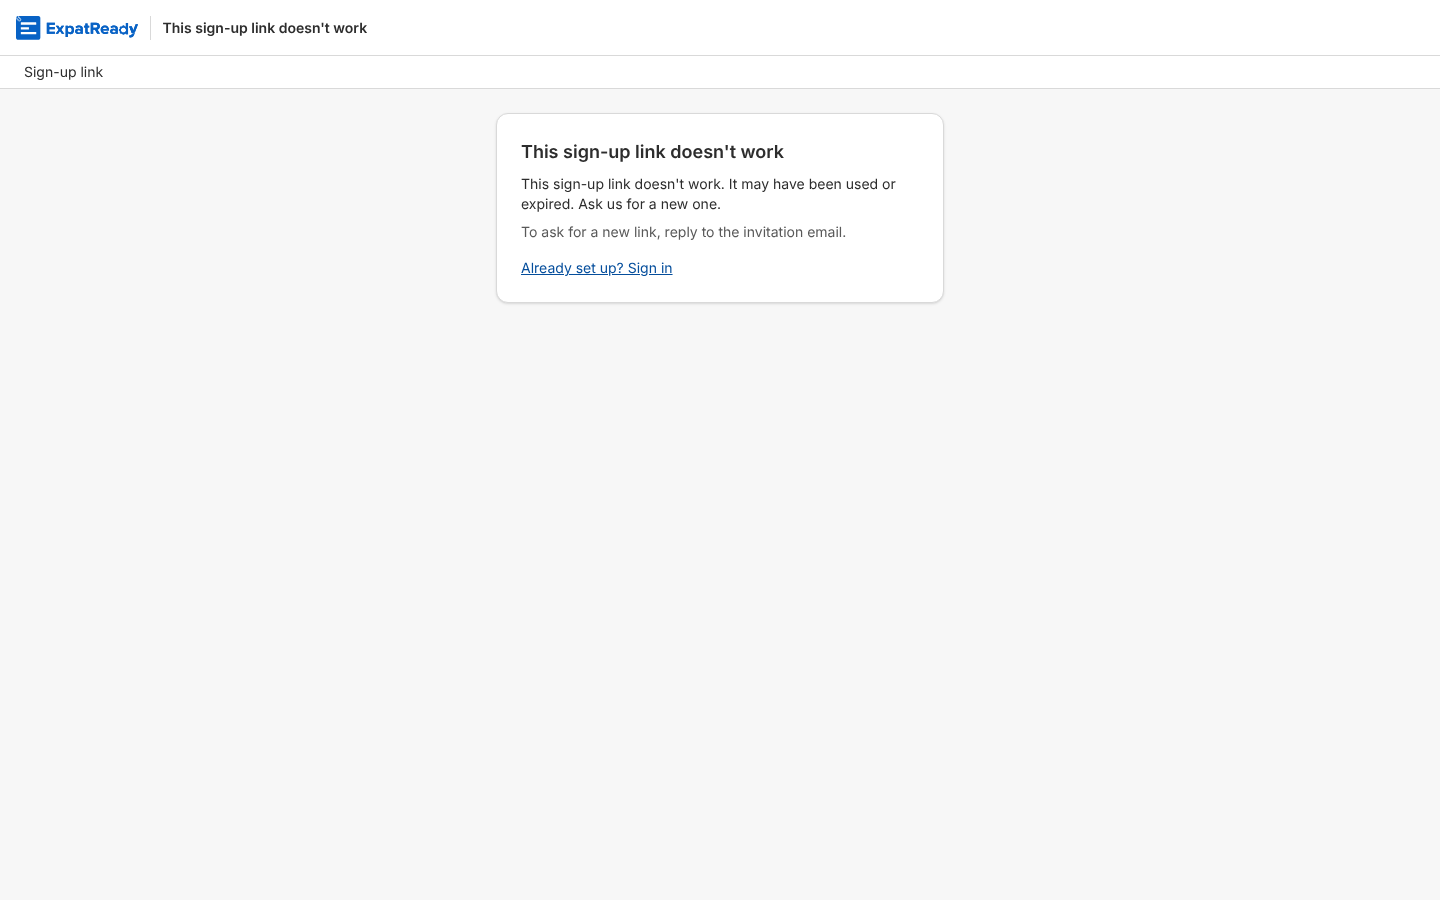 ExpatReady
This sign-up link doesn't work
Sign-up link
This sign-up link doesn't work
This sign-up link doesn't work. It may have been used or
expired. Ask us for a new one.
To ask for a new link, reply to the invitation email.
Already set up? Sign in